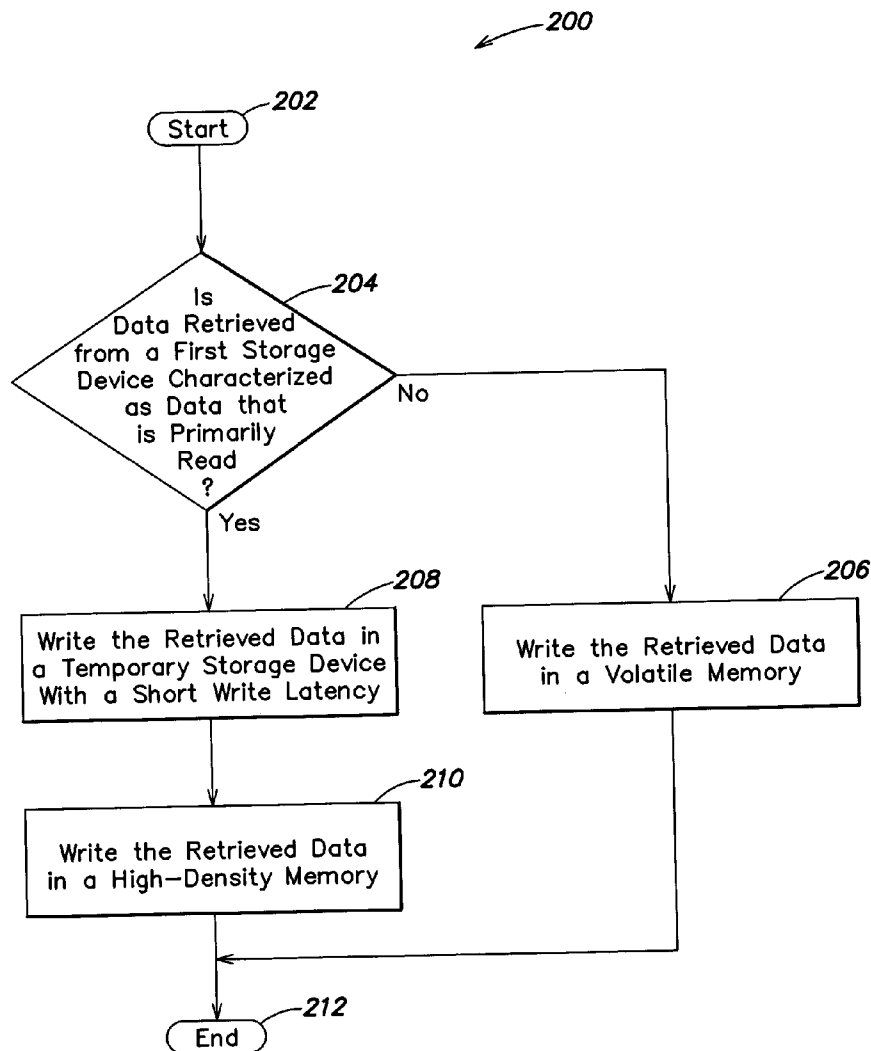 200
202
Start
204
Is
Data Retrieved
from a First Storage
Device Characterized
as Data that
is Primarily
Read
?
No
Yes
208
Write the Retrieved Data in
a Temporary Storage Device
With a Short Write Latency
206
Write the Retrieved Data
in a Volatile Memory
210
Write the Retrieved Data
in a High-Density Memory
212
End